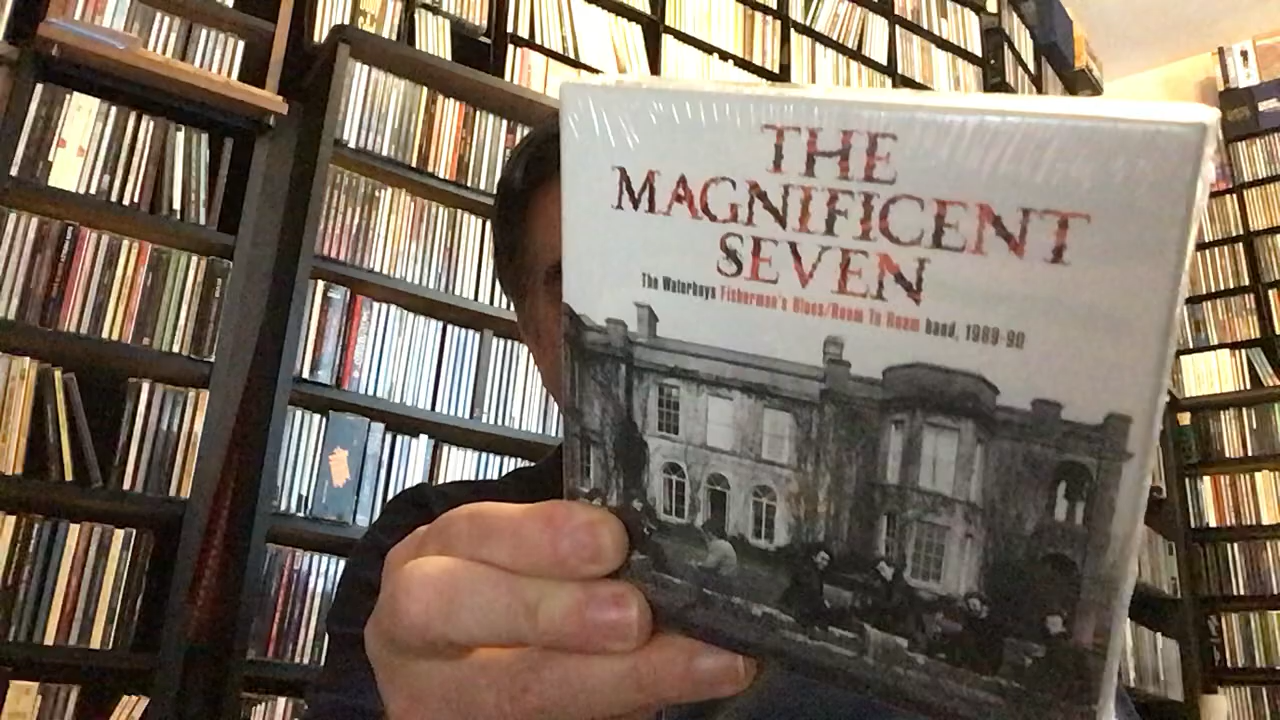 THE
MAGNIFICENT
SEVEN
The Waterboys Fisherman's Blues/Room To Roam band, 1989-90